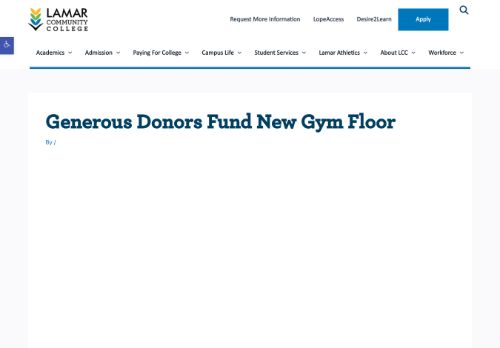 LAMAR
COMMUNITY
COLLEGE
Request More Information LopeAccess Desire2Learn Apply
Academics Admission Paying For College Campus Life Student Services Lamar Athletics About LCC Workforce
Generous Donors Fund New Gym Floor
By /